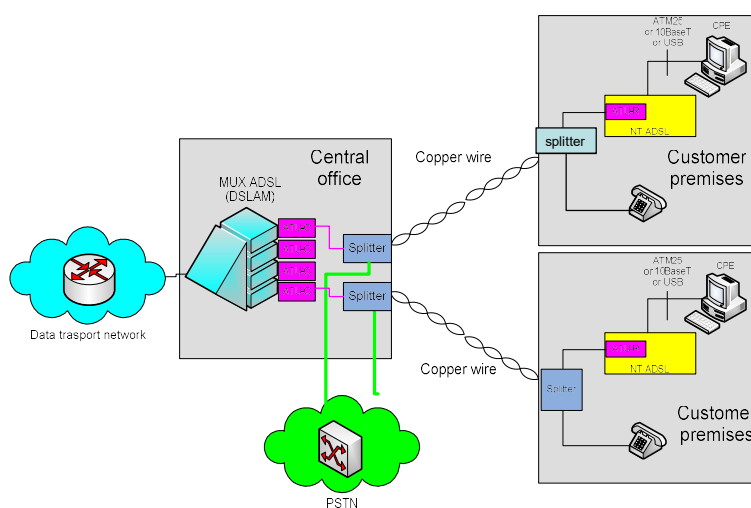 ATM25
or 10BaseT
or USB
CPE
NT ADSL
splitter
Customer
premises
Copper wire
Central
office
MUX ADSL
(DSLAM)
Splitter
Splitter
Data trasport network
Copper wire
ATM25
or 10BaseT
or USB
CPE
NT ADSL
Splitter
Customer
premises
PSTN